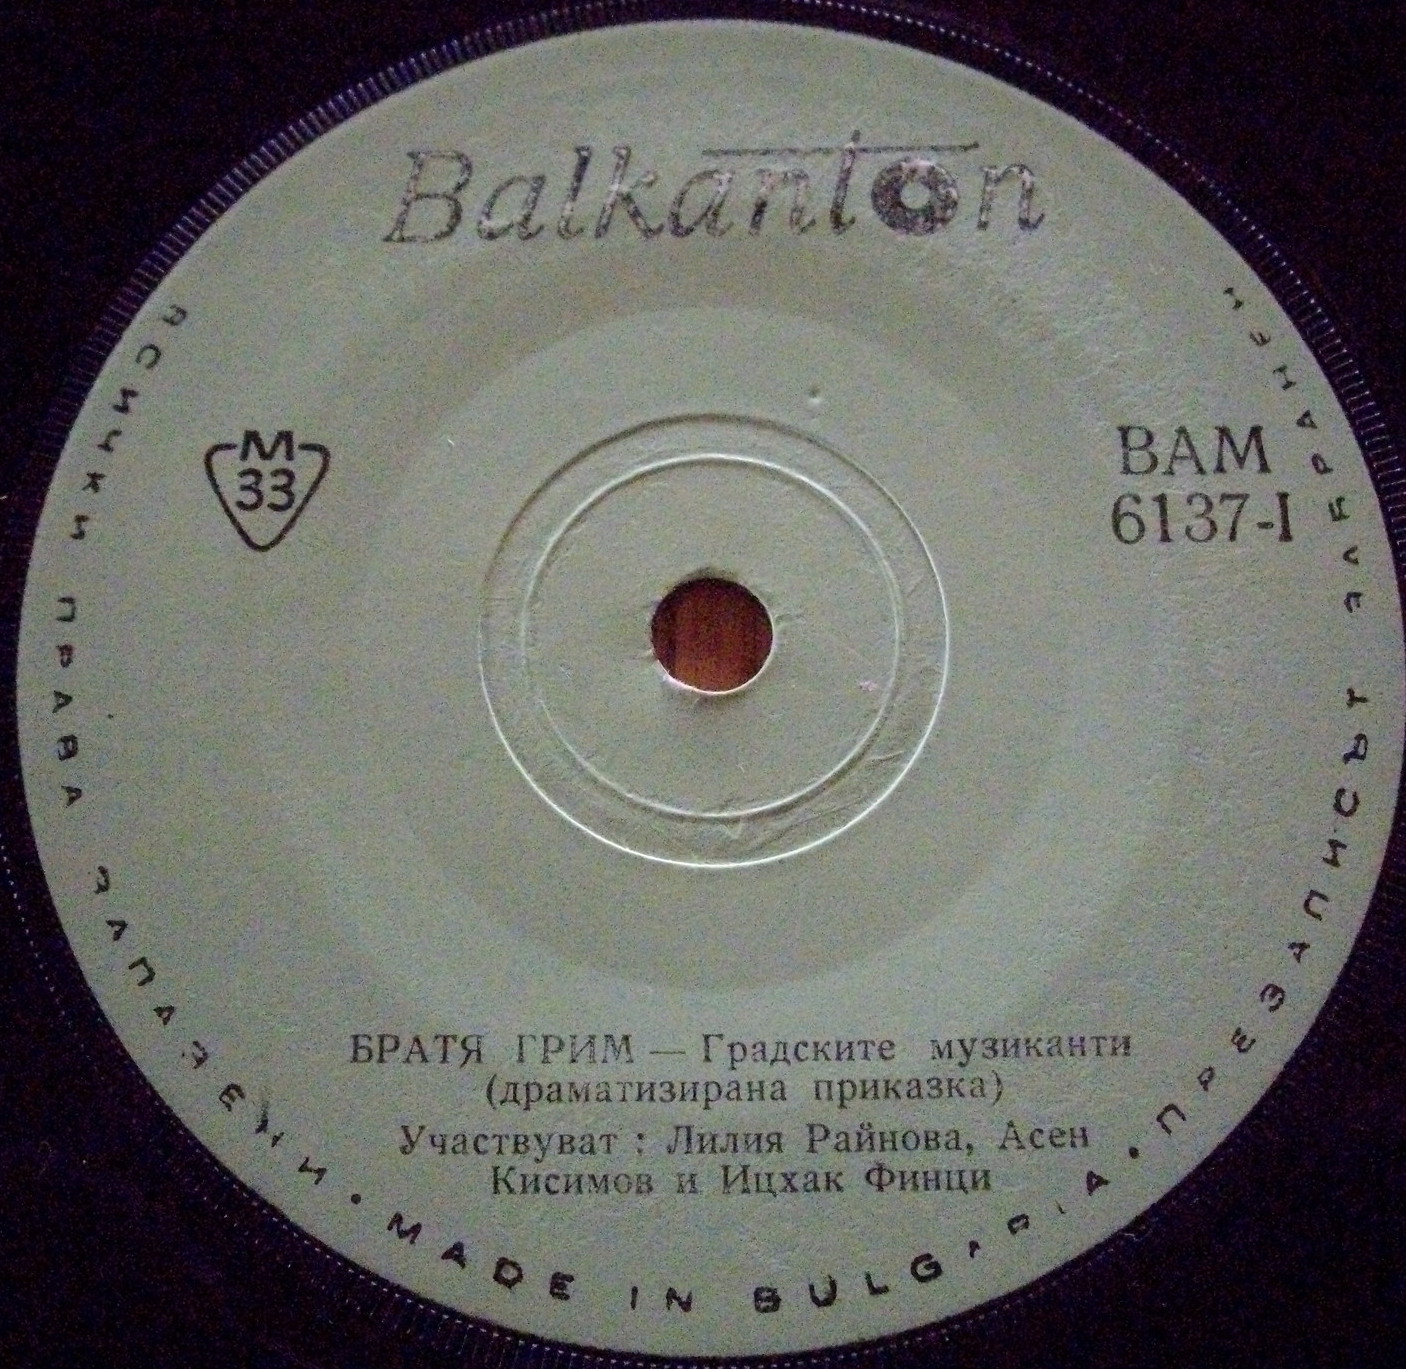 Balkanton
M
33
ВАМ
6137-I
БРАТЯ ГРИМ — Градските музиканти
(драматизирана приказка)
Участвуват : Лилия Райнова, Асен
Кисимов и Ицхак Финци
ВСИЧКИ ПРАВА ЗАПАЗЕНИ • MADE IN BULGARIA • ПРЕЗАПИСЪТ